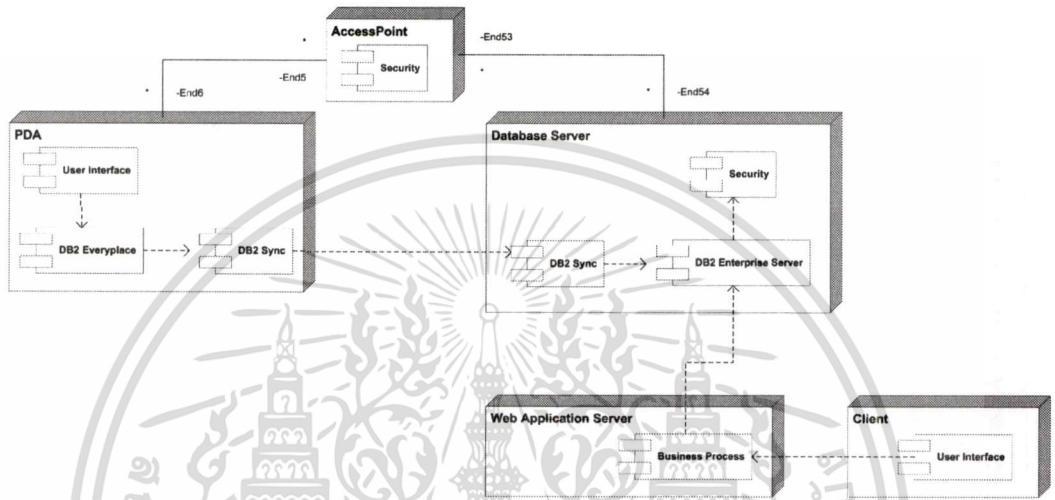 AccessPoint
Security
-End53
-End5
-End6
-End54
PDA
User Interface
DB2 Everyplace
DB2 Sync
Database Server
Security
DB2 Sync
DB2 Enterprise Server
Web Application Server
Business Process
Client
User Interface